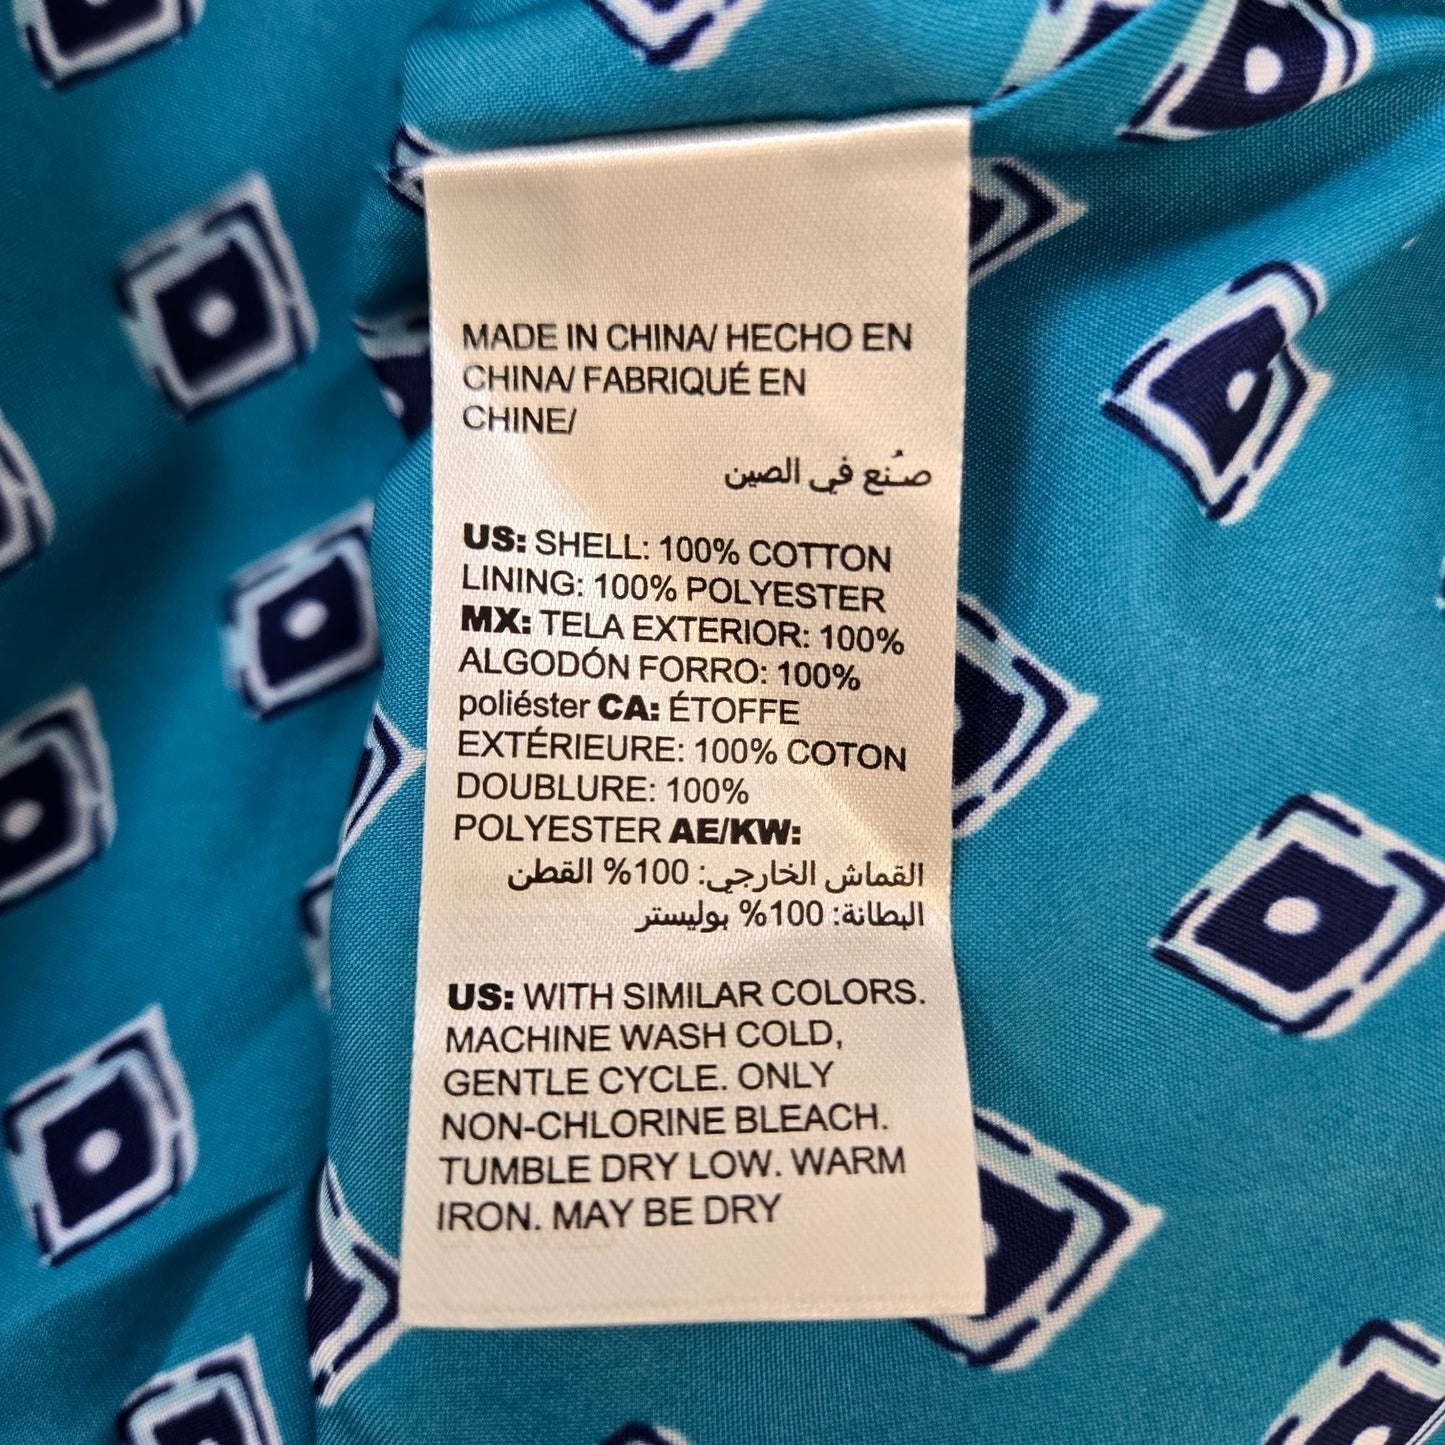 MADE IN CHINA/ HECHO EN
CHINA/ FABRIQUÉ EN
CHINE/
صُنع في الصين
US: SHELL: 100% COTTON
LINING: 100% POLYESTER
MX: TELA EXTERIOR: 100%
ALGODÓN FORRO: 100%
poliéster CA: ÉTOFFE
EXTÉRIEURE: 100% COTON
DOUBLURE: 100%
POLYESTER AE/KW:
القماش الخارجي: 100% القطن
البطانة: 100% بوليستر
US: WITH SIMILAR COLORS.
MACHINE WASH COLD,
GENTLE CYCLE. ONLY
NON-CHLORINE BLEACH.
TUMBLE DRY LOW. WARM
IRON. MAY BE DRY